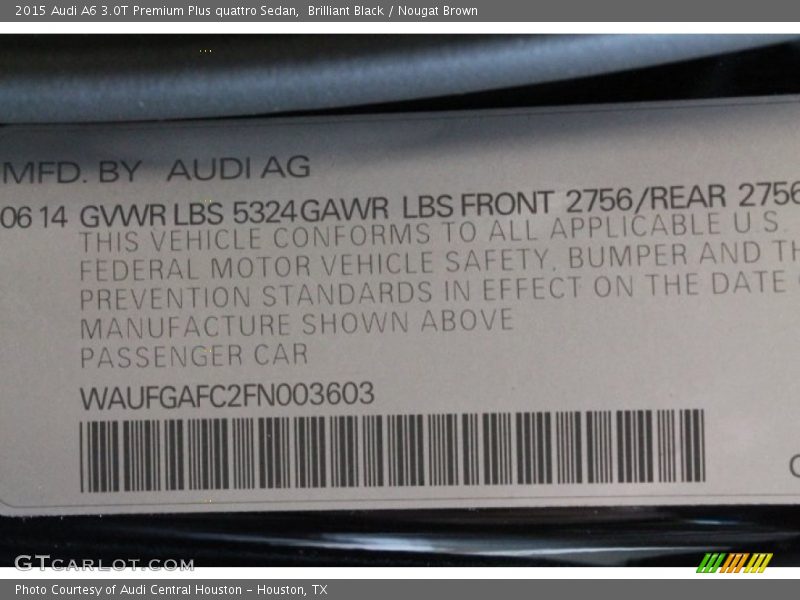 2015 Audi A6 3.0T Premium Plus quattro Sedan,  Brilliant Black / Nougat Brown
MFD. BY AUDI AG
06 14 GVWR LBS 5324 GAWR LBS FRONT 2756/REAR 2756
THIS VEHICLE CONFORMS TO ALL APPLICABLE U.S.
FEDERAL MOTOR VEHICLE SAFETY, BUMPER AND TH
PREVENTION STANDARDS IN EFFECT ON THE DATE
MANUFACTURE SHOWN ABOVE
PASSENGER CAR
WAUFGAFC2FN003603
GTCARLOT.COM
Photo Courtesy of Audi Central Houston - Houston, TX